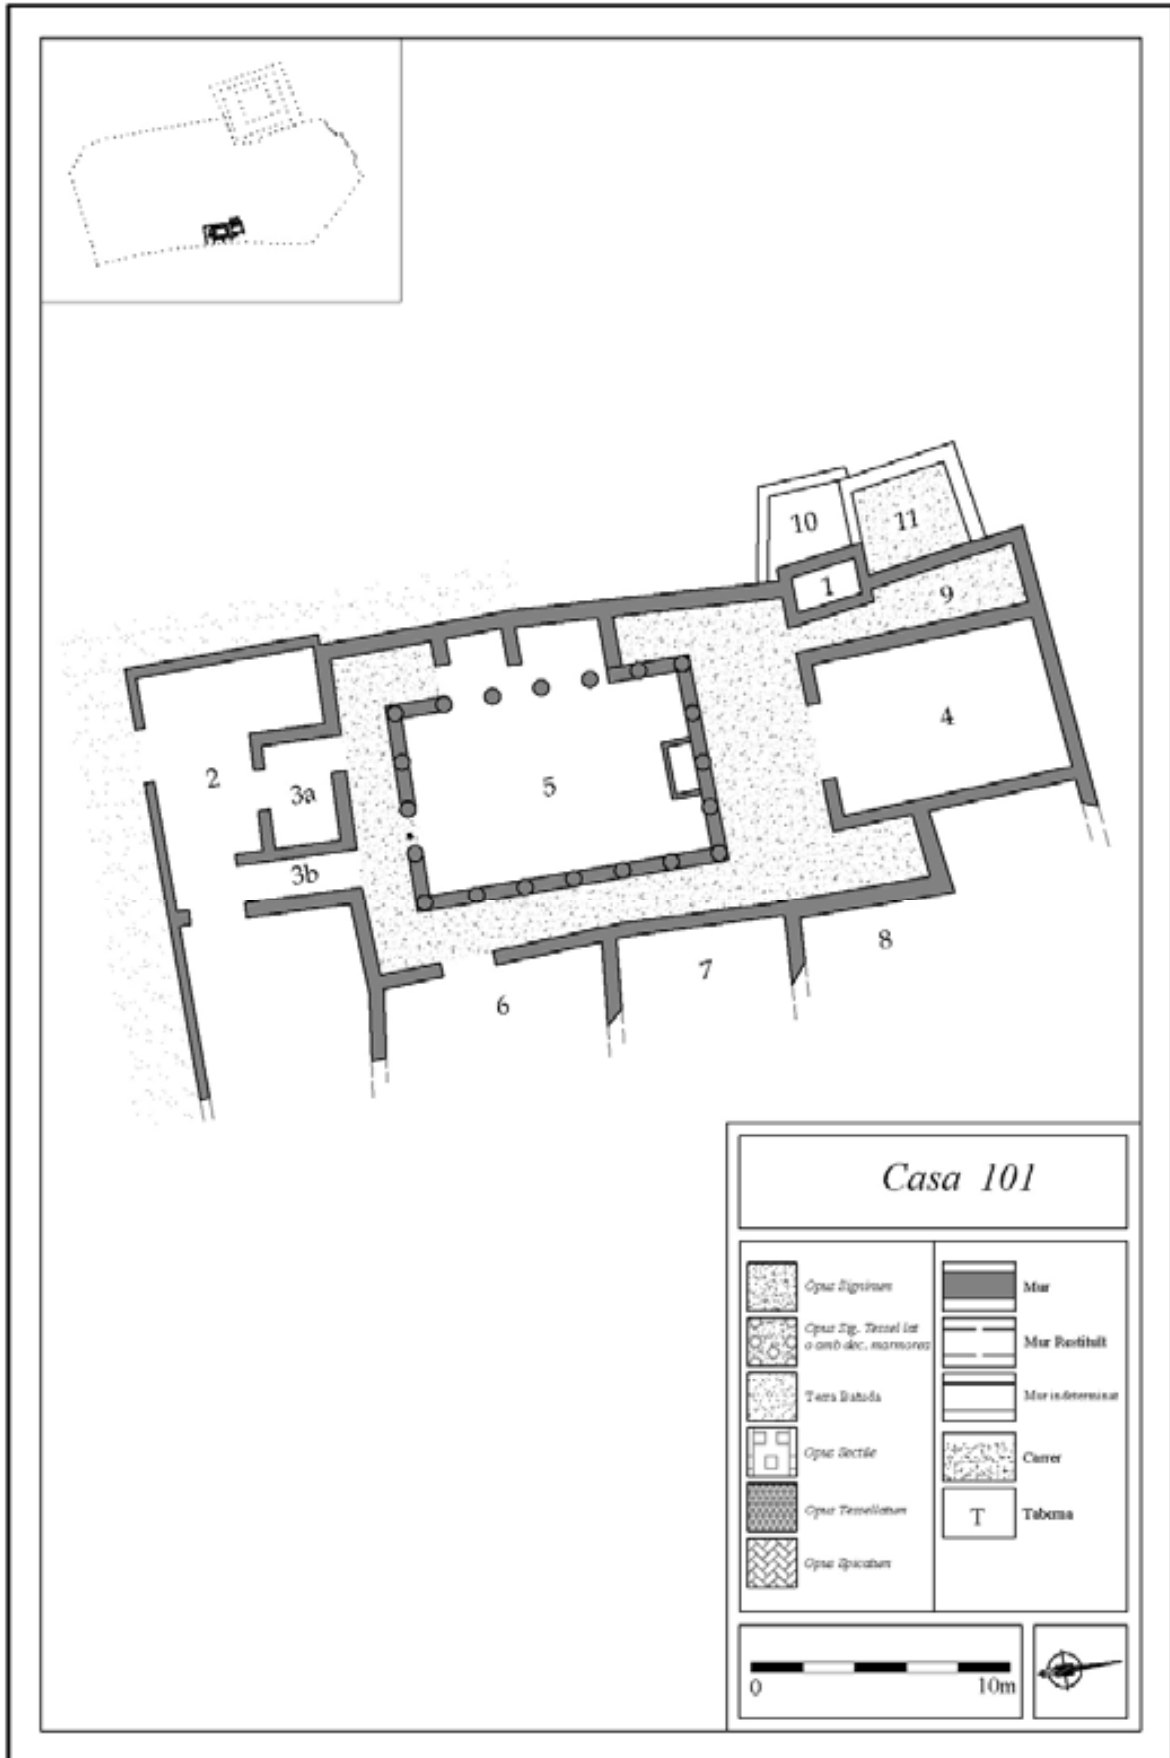 10
11
1
9
4
2
3a
5
3b
8
7
6
Casa 101
Opus Signinum
Mur
Opus Sig. Tessel lat
o amb dec. marmorea
Mur Restituït
Terra Batuda
Mur indeterminat
Opus Sectile
Carrer
Opus Tessellatum
T
Taberna
Opus Spicatum
0
10m